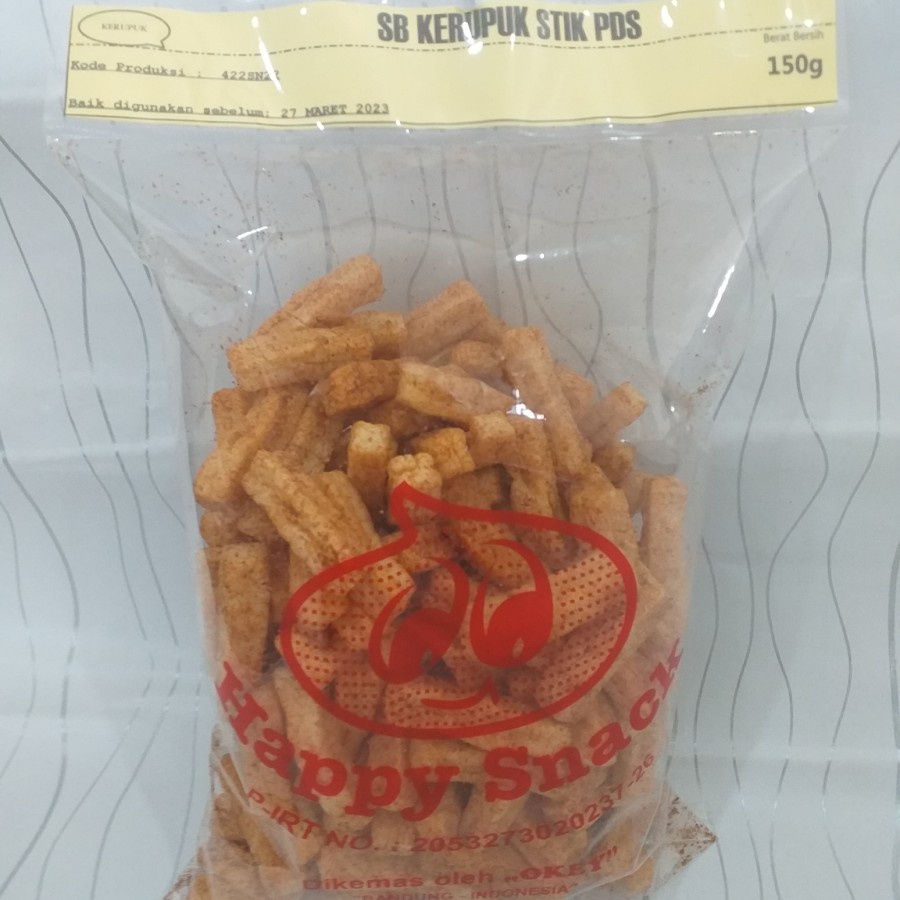 KERUPUK
SB KERUPUK STIK PDS
Berat Bersih
Kode Produksi :
150g
Baik digunakan sebelum: 27 MARET 2023
Happy Snack
P-IRT NO. : 2053273020237-26
Dikemas oleh „OKEY"
BANDUNG - INDONESIA